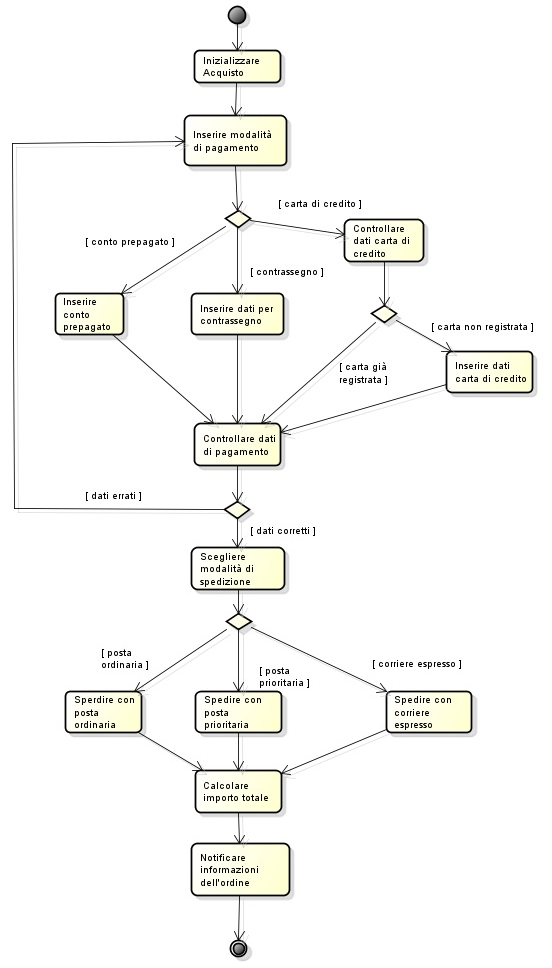 Inizializzare
Acquisto
Inserire modalità
di pagamento
[ carta di credito ]
Controllare
dati carta di
credito
[ conto prepagato ]
[ contrassegno ]
Inserire
conto
prepagato
Inserire dati per
contrassegno
[ carta non registrata ]
[ carta già
registrata ]
Inserire dati
carta di credito
Controllare dati
di pagamento
[ dati errati ]
[ dati corretti ]
Scegliere
modalità di
spedizione
[ posta
ordinaria ]
[ posta
prioritaria ]
[ corriere espresso ]
Sperdire con
posta
ordinaria
Spedire con
posta
prioritaria
Spedire con
corriere
espresso
Calcolare
importo totale
Notificare
informazioni
dell'ordine